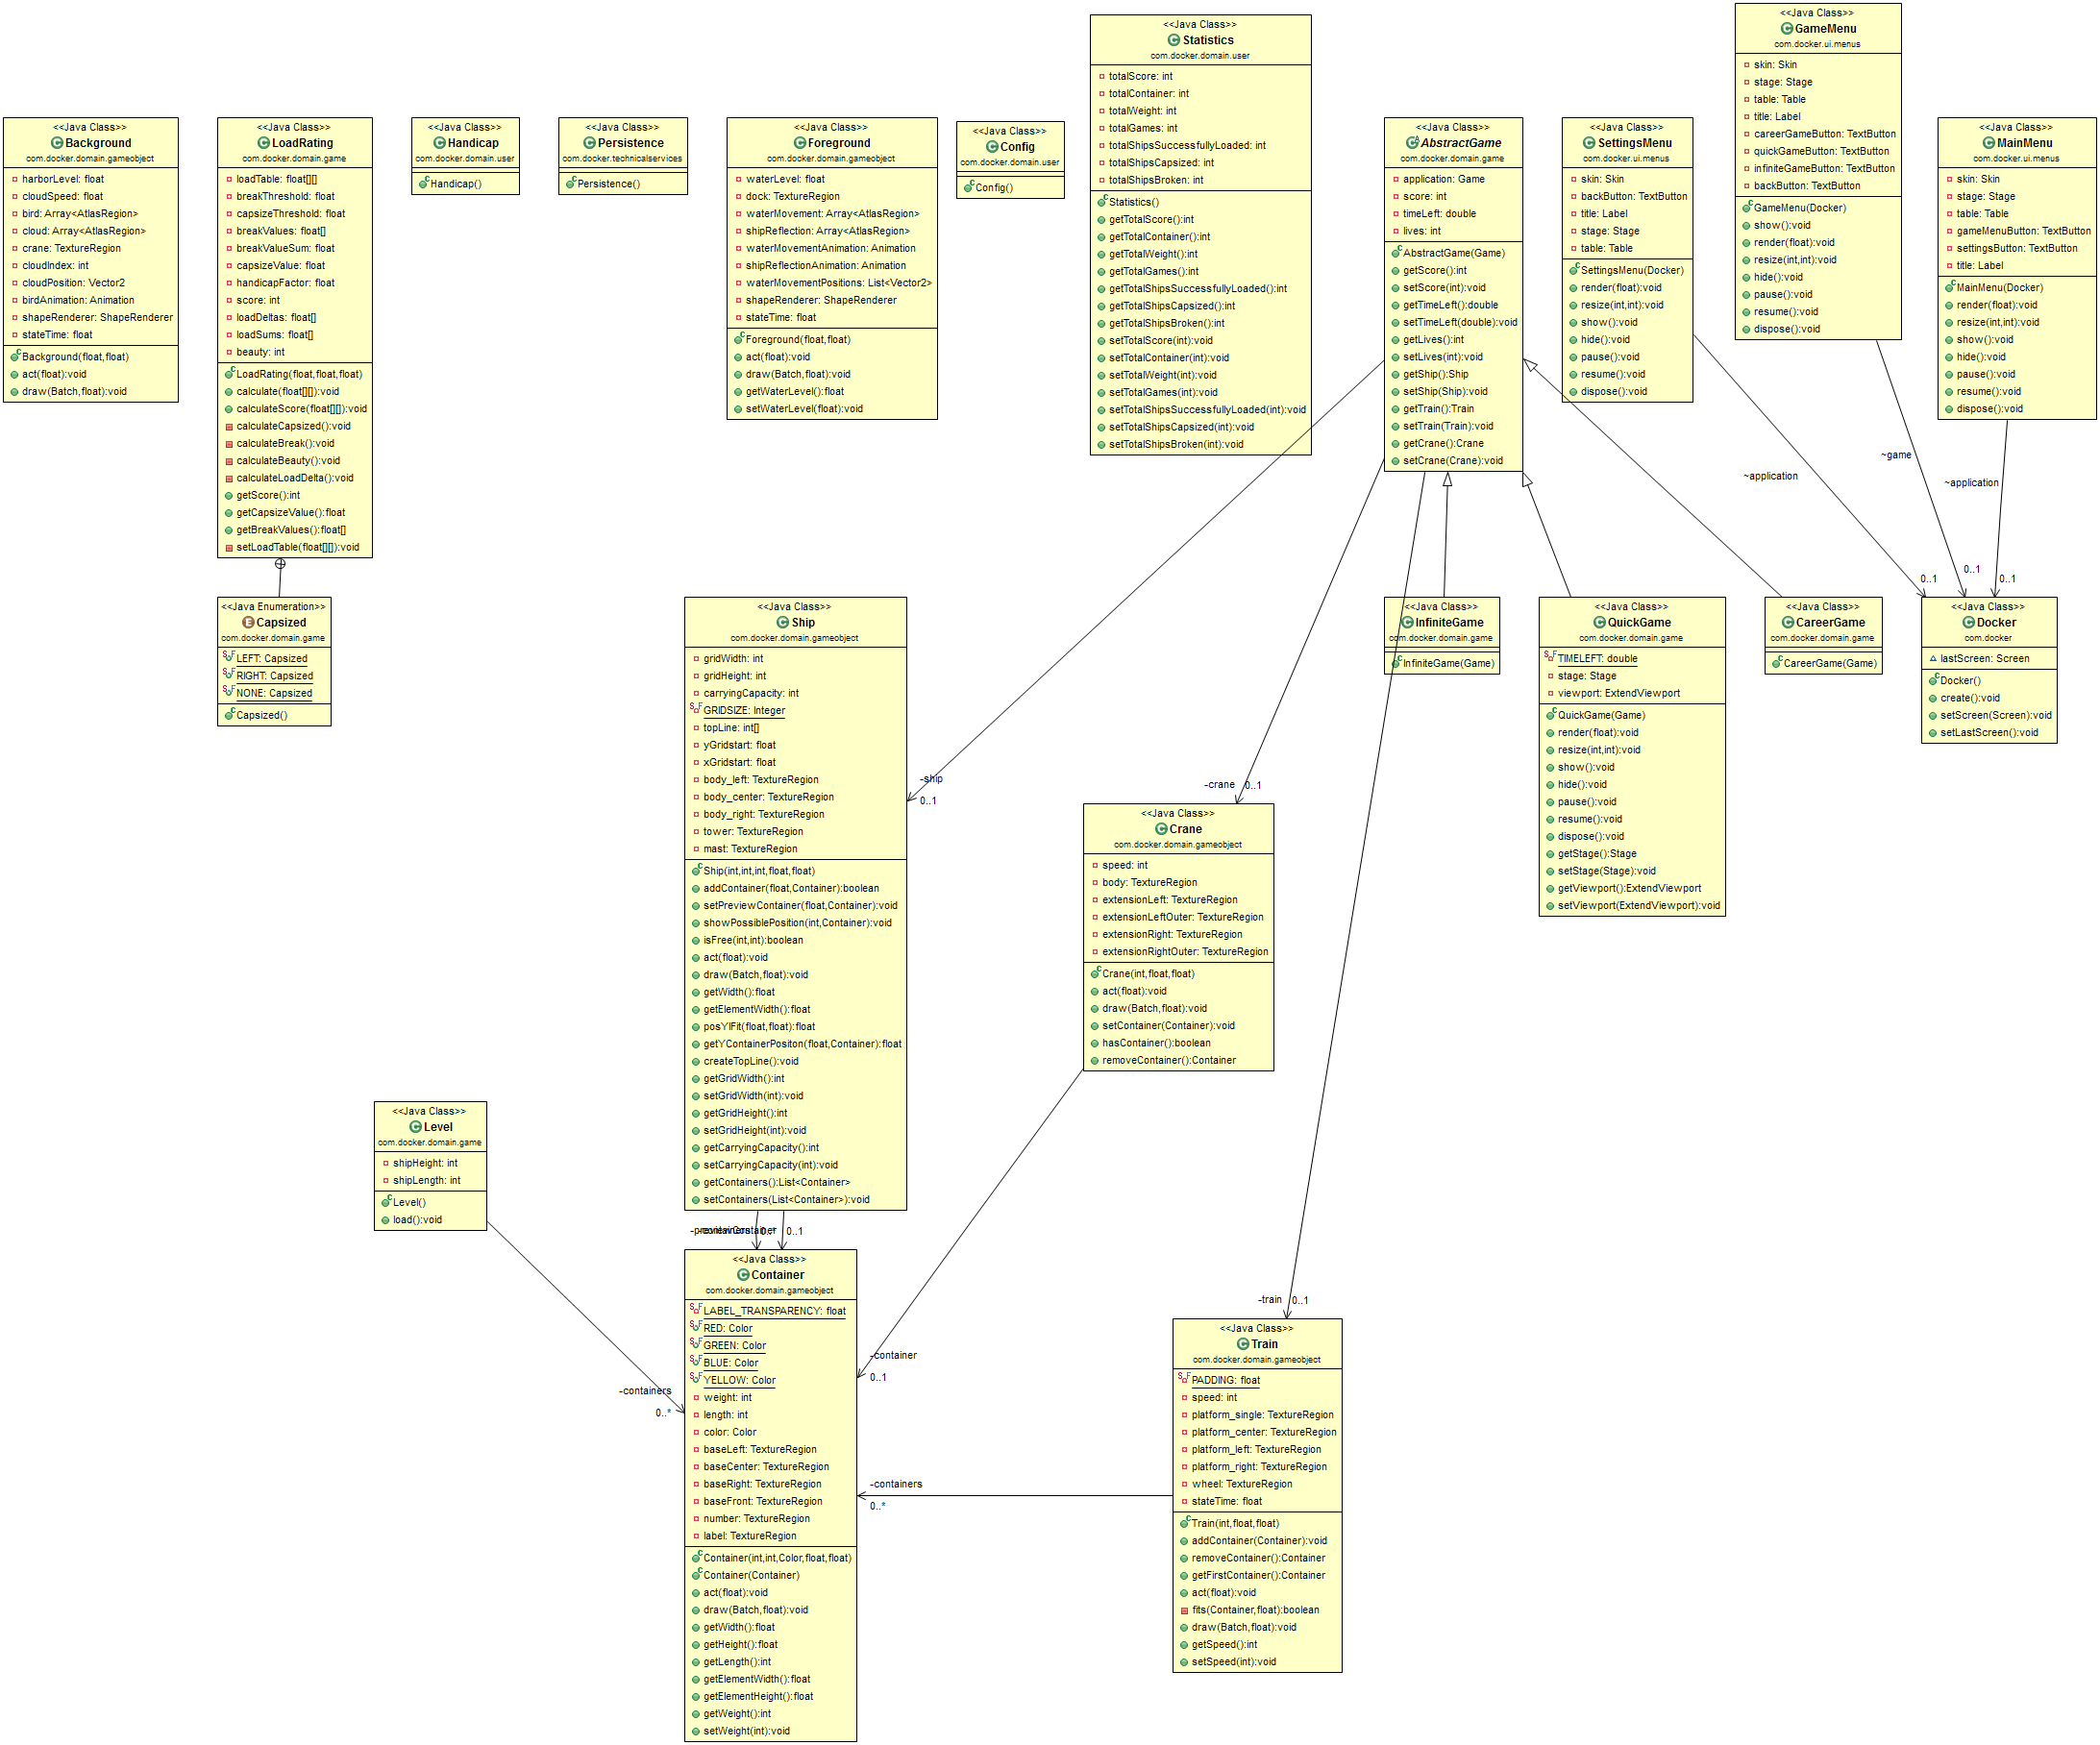 <<Java Class>>
Background
com.docker.domain.gameobject
harborLevel: float
cloudSpeed: float
bird: Array<AtlasRegion>
cloud: Array<AtlasRegion>
crane: TextureRegion
cloudIndex: int
cloudPosition: Vector2
birdAnimation: Animation
shapeRenderer: ShapeRenderer
stateTime: float
Background(float,float)
act(float):void
draw(Batch,float):void
<<Java Class>>
LoadRating
com.docker.domain.game
loadTable: float[][]
breakThreshold: float
capsizeThreshold: float
breakValues: float[]
breakValueSum: float
capsizeValue: float
handicapFactor: float
score: int
loadDeltas: float[]
loadSums: float[]
beauty: int
LoadRating(float,float,float)
calculate(float[][]):void
calculateScore(float[][]):void
calculateCapsized():void
calculateBreak():void
calculateBeauty():void
calculateLoadDelta():void
getScore():int
getCapsizeValue():float
getBreakValues():float[]
setLoadTable(float[][]):void
<<Java Enumeration>>
Capsized
com.docker.domain.game
LEFT: Capsized
RIGHT: Capsized
NONE: Capsized
Capsized()
<<Java Class>>
Handicap
com.docker.domain.user
Handicap()
<<Java Class>>
Persistence
com.docker.technicalservices
Persistence()
<<Java Class>>
Foreground
com.docker.domain.gameobject
waterLevel: float
dock: TextureRegion
waterMovement: Array<AtlasRegion>
shipReflection: Array<AtlasRegion>
waterMovementAnimation: Animation
shipReflectionAnimation: Animation
waterMovementPositions: List<Vector2>
shapeRenderer: ShapeRenderer
stateTime: float
Foreground(float,float)
act(float):void
draw(Batch,float):void
getWaterLevel():float
setWaterLevel(float):void
<<Java Class>>
Config
com.docker.domain.user
Config()
<<Java Class>>
Statistics
com.docker.domain.user
totalScore: int
totalContainer: int
totalWeight: int
totalGames: int
totalShipsSuccessfullyLoaded: int
totalShipsCapsized: int
totalShipsBroken: int
Statistics()
getTotalScore():int
getTotalContainer():int
getTotalWeight():int
getTotalGames():int
getTotalShipsSuccessfullyLoaded():int
getTotalShipsCapsized():int
getTotalShipsBroken():int
setTotalScore(int):void
setTotalContainer(int):void
setTotalWeight(int):void
setTotalGames(int):void
setTotalShipsSuccessfullyLoaded(int):void
setTotalShipsCapsized(int):void
setTotalShipsBroken(int):void
<<Java Class>>
AbstractGame
com.docker.domain.game
application: Game
score: int
timeLeft: double
lives: int
AbstractGame(Game)
getScore():int
setScore(int):void
getTimeLeft():double
setTimeLeft(double):void
getLives():int
setLives(int):void
getShip():Ship
setShip(Ship):void
getTrain():Train
setTrain(Train):void
getCrane():Crane
setCrane(Crane):void
<<Java Class>>
SettingsMenu
com.docker.ui.menus
skin: Skin
backButton: TextButton
title: Label
stage: Stage
table: Table
SettingsMenu(Docker)
render(float):void
resize(int,int):void
show():void
hide():void
pause():void
resume():void
dispose():void
<<Java Class>>
GameMenu
com.docker.ui.menus
skin: Skin
stage: Stage
table: Table
title: Label
careerGameButton: TextButton
quickGameButton: TextButton
infiniteGameButton: TextButton
backButton: TextButton
GameMenu(Docker)
show():void
render(float):void
resize(int,int):void
hide():void
pause():void
resume():void
dispose():void
<<Java Class>>
MainMenu
com.docker.ui.menus
skin: Skin
stage: Stage
table: Table
gameMenuButton: TextButton
settingsButton: TextButton
title: Label
MainMenu(Docker)
render(float):void
resize(int,int):void
show():void
hide():void
pause():void
resume():void
dispose():void
~application
0..1
~game
0..1
~application
0..1
<<Java Class>>
InfiniteGame
com.docker.domain.game
InfiniteGame(Game)
<<Java Class>>
QuickGame
com.docker.domain.game
TIMELEFT: double
stage: Stage
viewport: ExtendViewport
QuickGame(Game)
render(float):void
resize(int,int):void
show():void
hide():void
pause():void
resume():void
dispose():void
getStage():Stage
setStage(Stage):void
getViewport():ExtendViewport
setViewport(ExtendViewport):void
<<Java Class>>
CareerGame
com.docker.domain.game
CareerGame(Game)
<<Java Class>>
Docker
com.docker
lastScreen: Screen
Docker()
create():void
setScreen(Screen):void
setLastScreen():void
<<Java Class>>
Ship
com.docker.domain.gameobject
gridWidth: int
gridHeight: int
carryingCapacity: int
GRIDSIZE: Integer
topLine: int[]
yGridstart: float
xGridstart: float
body_left: TextureRegion
body_center: TextureRegion
body_right: TextureRegion
tower: TextureRegion
mast: TextureRegion
Ship(int,int,int,float,float)
addContainer(float,Container):boolean
setPreviewContainer(float,Container):void
showPossiblePosition(int,Container):void
isFree(int,int):boolean
act(float):void
draw(Batch,float):void
getWidth():float
getElementWidth():float
posYIFit(float,float):float
getYContainerPositon(float,Container):float
createTopLine():void
getGridWidth():int
setGridWidth(int):void
getGridHeight():int
setGridHeight(int):void
getCarryingCapacity():int
setCarryingCapacity(int):void
getContainers():List<Container>
setContainers(List<Container>):void
-ship
0..1
-crane
0..1
<<Java Class>>
Crane
com.docker.domain.gameobject
speed: int
body: TextureRegion
extensionLeft: TextureRegion
extensionLeftOuter: TextureRegion
extensionRight: TextureRegion
extensionRightOuter: TextureRegion
Crane(int,float,float)
act(float):void
draw(Batch,float):void
setContainer(Container):void
hasContainer():boolean
removeContainer():Container
<<Java Class>>
Level
com.docker.domain.game
shipHeight: int
shipLength: int
Level()
load():void
-containers
0..*
0..1
<<Java Class>>
Container
com.docker.domain.gameobject
LABEL_TRANSPARENCY: float
RED: Color
GREEN: Color
BLUE: Color
YELLOW: Color
weight: int
length: int
color: Color
baseLeft: TextureRegion
baseCenter: TextureRegion
baseRight: TextureRegion
baseFront: TextureRegion
number: TextureRegion
label: TextureRegion
Container(int,int,Color,float,float)
Container(Container)
act(float):void
draw(Batch,float):void
getWidth():float
getHeight():float
getLength():int
getElementWidth():float
getElementHeight():float
getWeight():int
setWeight(int):void
-container
0..1
-containers
0..*
-train
0..1
<<Java Class>>
Train
com.docker.domain.gameobject
PADDING: float
speed: int
platform_single: TextureRegion
platform_center: TextureRegion
platform_left: TextureRegion
platform_right: TextureRegion
wheel: TextureRegion
stateTime: float
Train(int,float,float)
addContainer(Container):void
removeContainer():Container
getFirstContainer():Container
act(float):void
fits(Container,float):boolean
draw(Batch,float):void
getSpeed():int
setSpeed(int):void